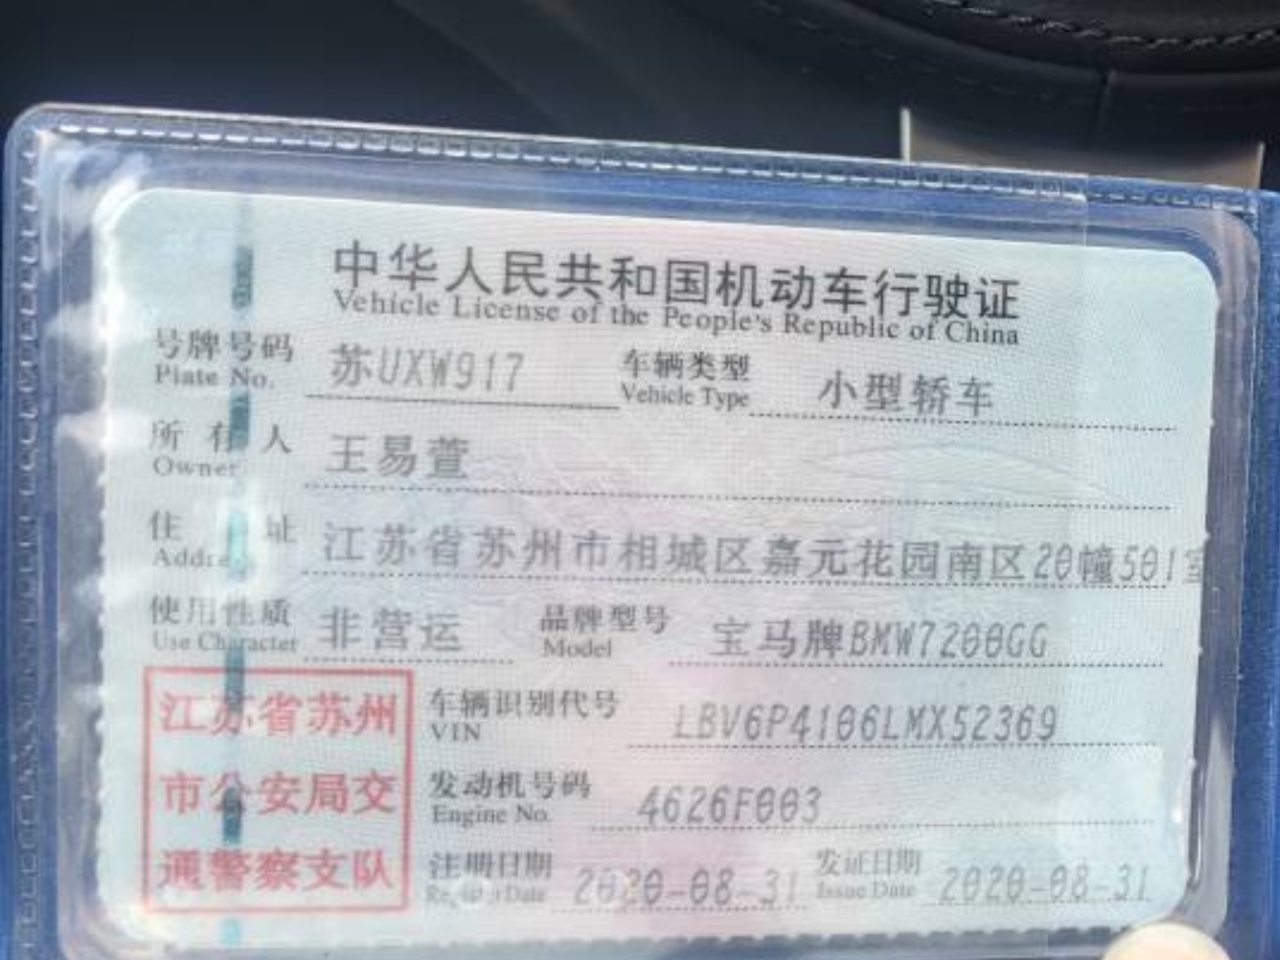 中华人民共和国机动车行驶证
Vehicle License of the People's Republic of China
号牌号码 苏UXW917 车辆类型 小型轿车
Plate No. Vehicle Type
所有人 王易萱
Owner
住址 江苏省苏州市相城区嘉元花园南区20幢501室
Address
使用性质 非营运 品牌型号 宝马牌BMW7200GG
Use Character Model
江苏省苏州
市公安局交
通警察支队
车辆识别代号 LBV6P4106LMX52369
VIN
发动机号码 4626F003
Engine No.
注册日期 2020-08-31 发证日期 2020-08-31
Register Date Issue Date